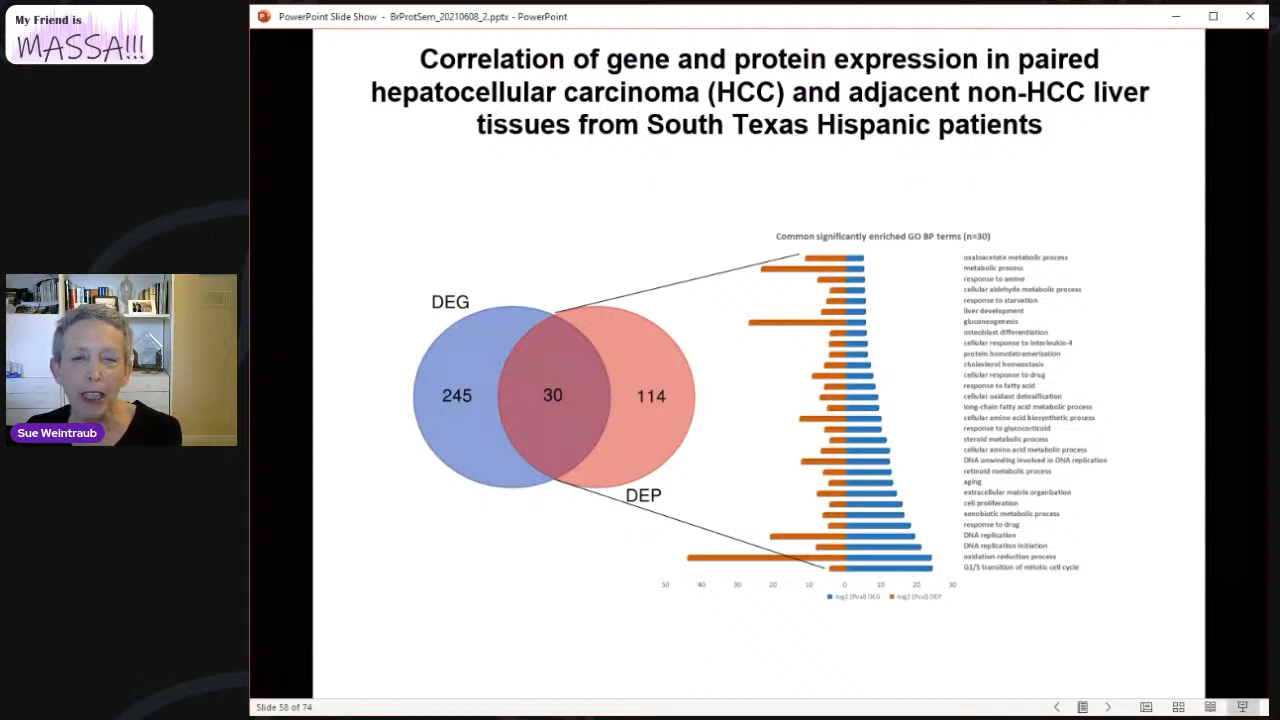 My Friend is
MASSA!!!
PowerPoint Slide Show - BrProtSem_20210608_2.pptx - PowerPoint
Correlation of gene and protein expression in paired
hepatocellular carcinoma (HCC) and adjacent non-HCC liver
tissues from South Texas Hispanic patients
Common significantly enriched GO BP terms (n=30)
DEG
245
30
114
DEP
oxaloacetate metabolic process
metabolic process
response to amine
cellular aldehyde metabolic process
response to starvation
liver development
gluconeogenesis
osteoblast differentiation
cellular response to interleukin-4
protein homotetramerization
cholesterol homeostasis
cellular response to drug
response to fatty acid
cellular oxidant detoxification
long-chain fatty acid metabolic process
cellular amino acid biosynthetic process
response to glucocorticoid
steroid metabolic process
cellular amino acid metabolic process
DNA unwinding involved in DNA replication
retinoid metabolic process
aging
extracellular matrix organization
cell proliferation
xenobiotic metabolic process
response to drug
DNA replication
DNA replication initiation
oxidation-reduction process
G1/S transition of mitotic cell cycle
50 40 30 20 10 0 10 20 30
-log2 (Pval) DEG -log2 (Pval) DEP
Sue Weintraub
Slide 58 of 74